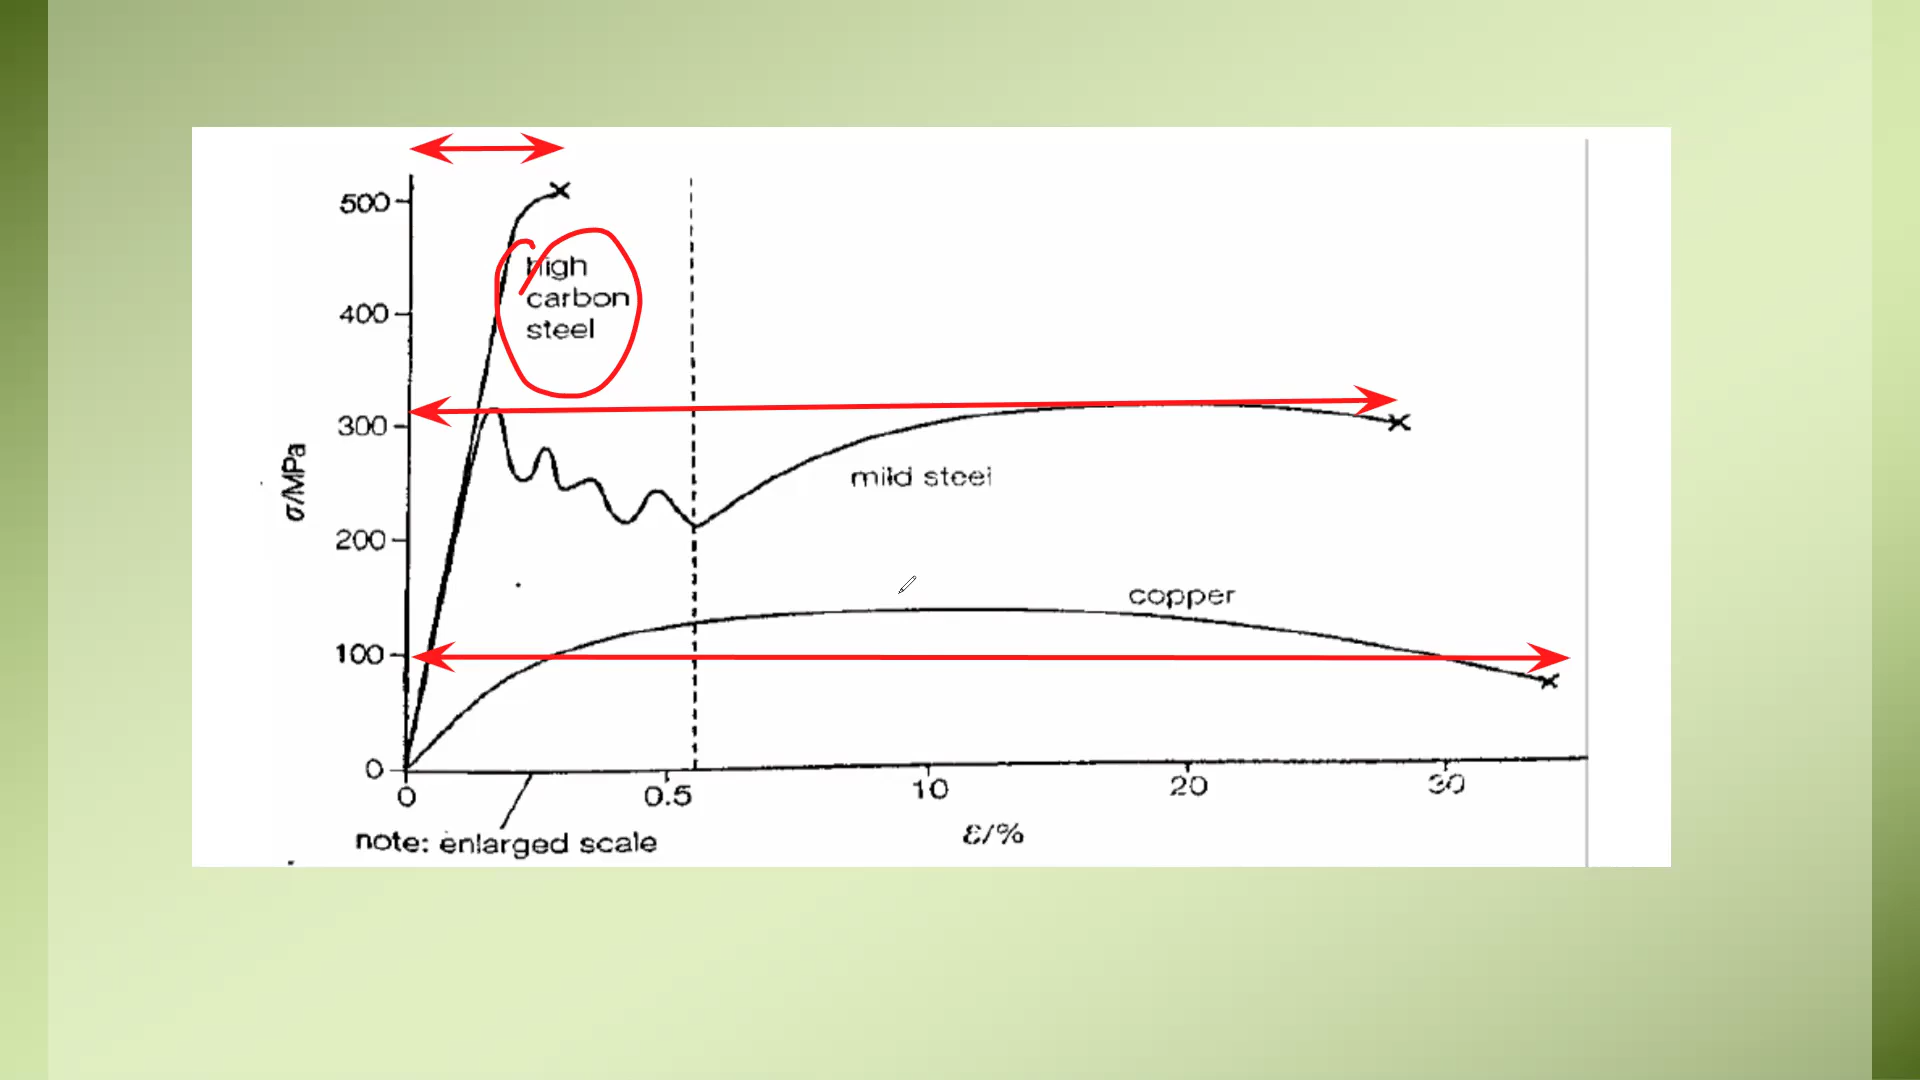 500
high
carbon
steel
400
300
mild steel
σ/MPa
200
copper
100
0
0 0.5 10 20 30
note: enlarged scale
ε/%